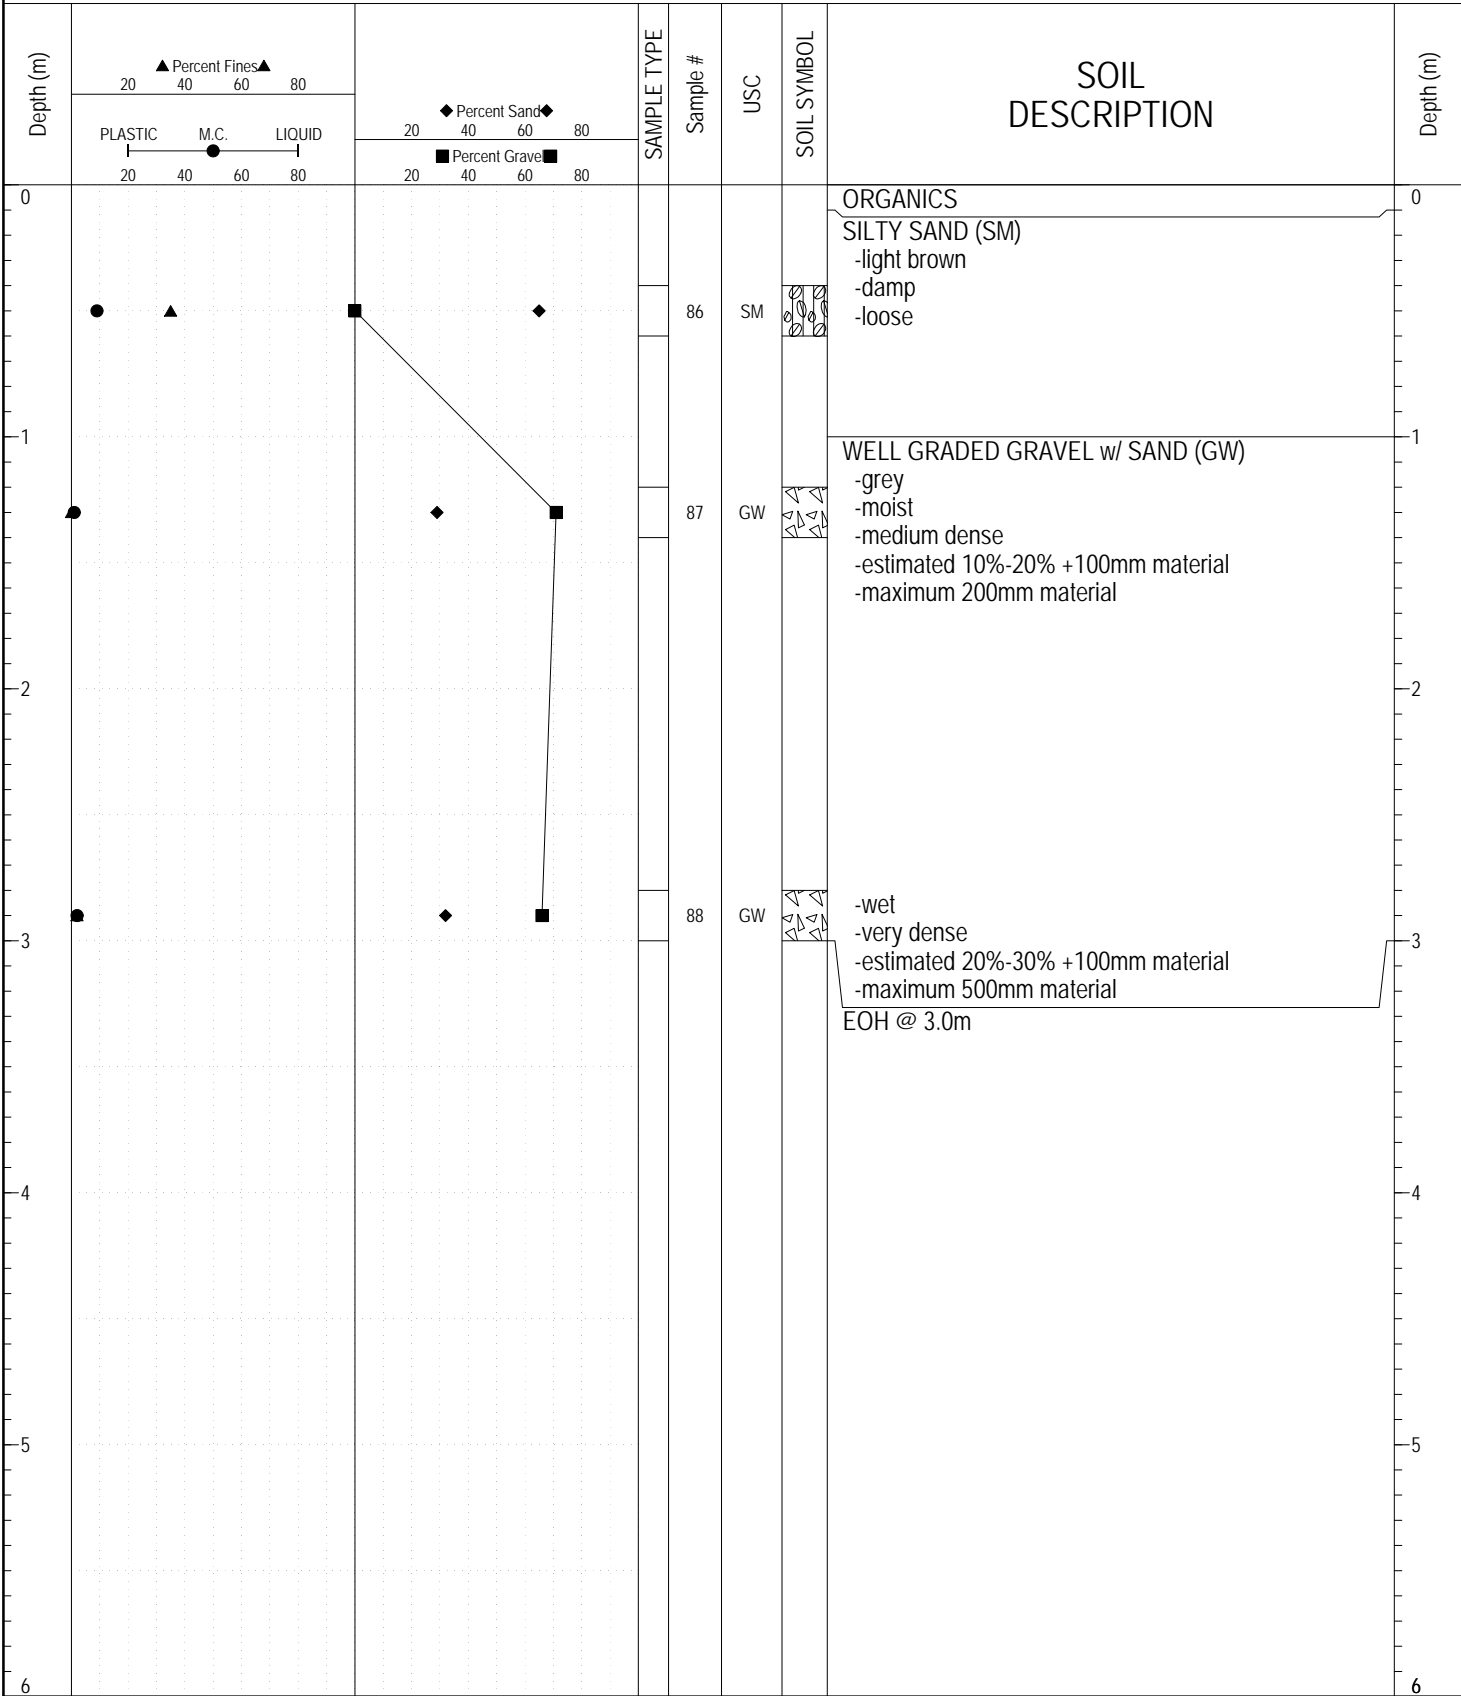 Depth (m)
▲ Percent Fines ▲
20 40 60 80
PLASTIC M.C. LIQUID
20 40 60 80
◆ Percent Sand ◆
20 40 60 80
■ Percent Gravel ■
20 40 60 80
SAMPLE TYPE
Sample #
USC
SOIL SYMBOL
SOIL
DESCRIPTION
Depth (m)
0 ORGANICS 0
SILTY SAND (SM)
-light brown
-damp
86 SM -loose
1 1
WELL GRADED GRAVEL w/ SAND (GW)
-grey
87 GW -moist
-medium dense
-estimated 10%-20% +100mm material
-maximum 200mm material
2 2
88 GW -wet
-very dense
3 3
-estimated 20%-30% +100mm material
-maximum 500mm material
EOH @ 3.0m
4 4
5 5
6 6